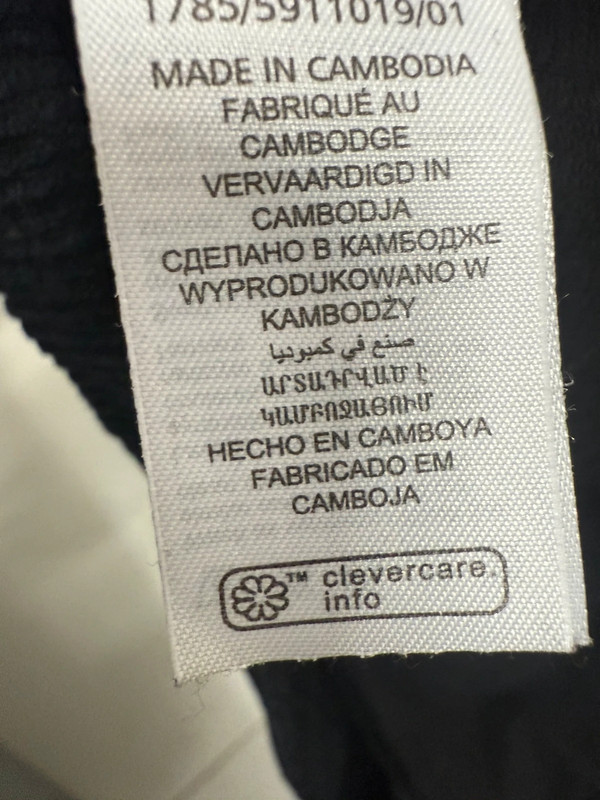 1785/5911019/01
MADE IN CAMBODIA
FABRIQUÉ AU
CAMBODGE
VERVAARDIGD IN
CAMBODJA
СДЕЛАНО В КАМБОДЖЕ
WYPRODUKOWANO W
KAMBODŻY
صنع في كمبوديا
ԱՐՏԱԴՐՎԱԾ է
ԿԱՄԲՈՋԱՅՈՒՄ
HECHO EN CAMBOYA
FABRICADO EM
CAMBOJA
™ clevercare.
info